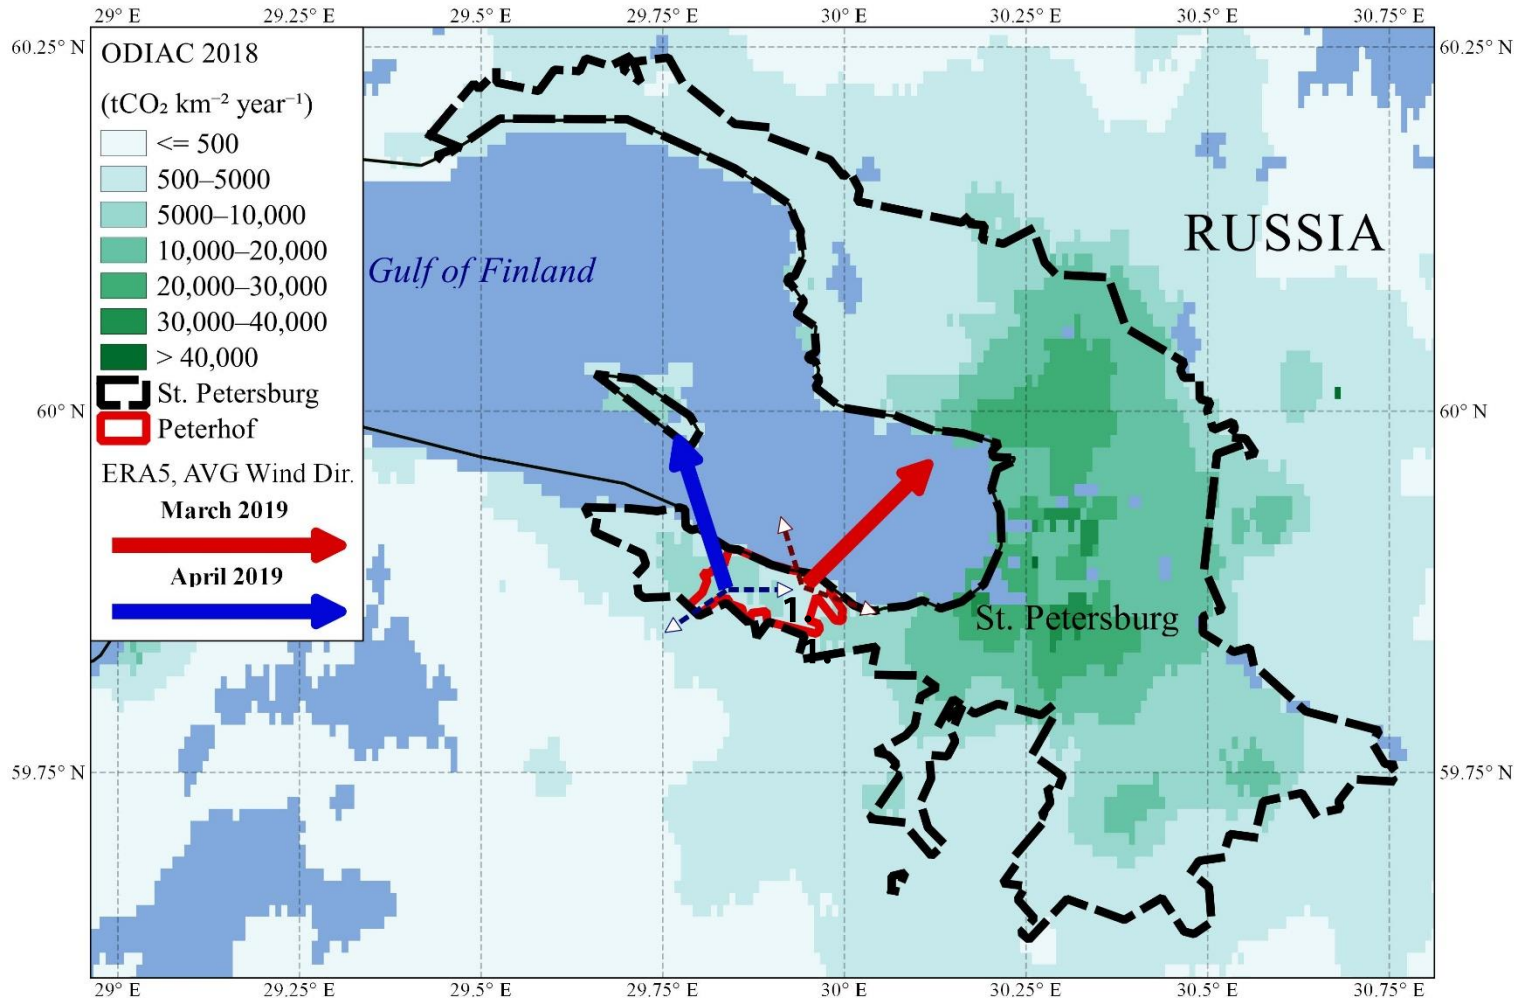 29° E 29.25° E 29.5° E 29.75° E 30° E 30.25° E 30.5° E 30.75° E
60.25° N 60.25° N
ODIAC 2018
(tCO₂ km⁻² year⁻¹)
<= 500
500–5000
5000–10,000
10,000–20,000
20,000–30,000
30,000–40,000
> 40,000
St. Petersburg
Peterhof
ERA5, AVG Wind Dir.
March 2019
April 2019
RUSSIA
Gulf of Finland
60° N 60° N
1
St. Petersburg
59.75° N 59.75° N
29° E 29.25° E 29.5° E 29.75° E 30° E 30.25° E 30.5° E 30.75° E